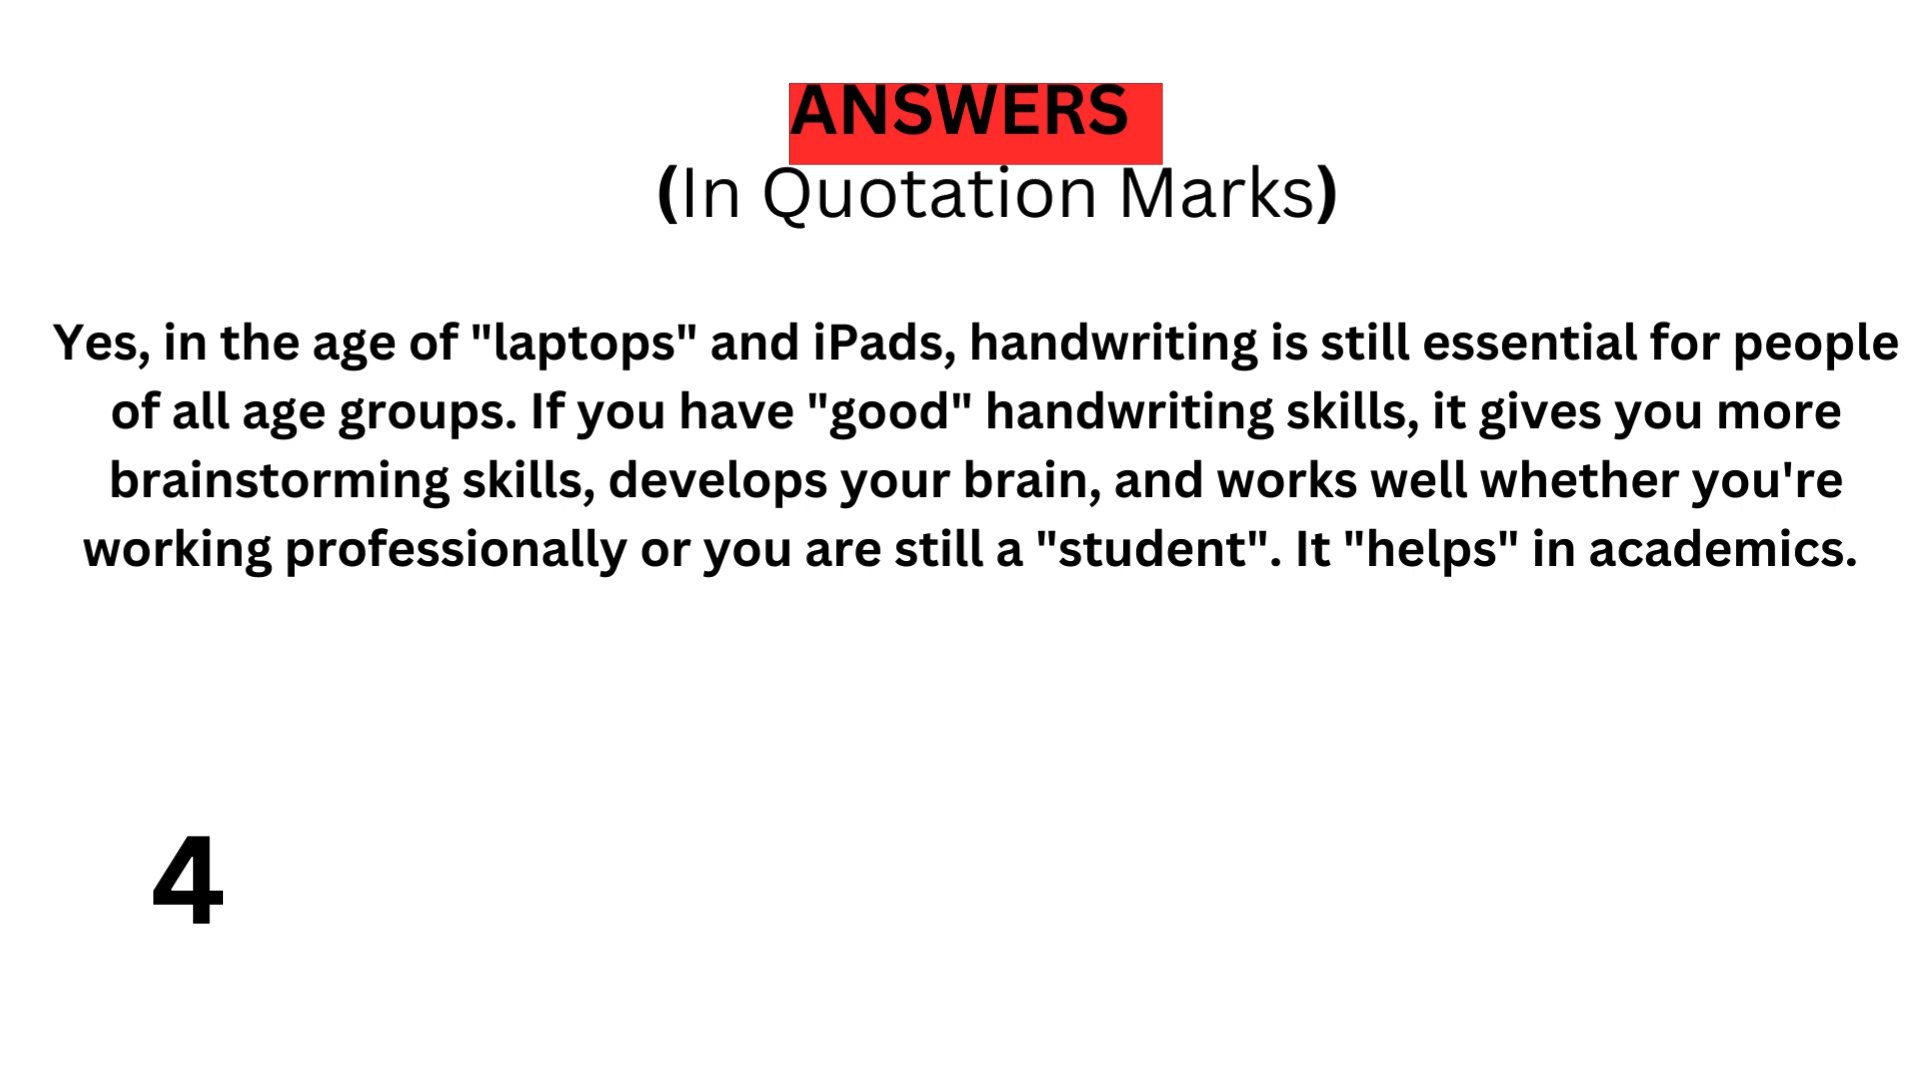 ANSWERS
(In Quotation Marks)
Yes, in the age of "laptops" and iPads, handwriting is still essential for people
of all age groups. If you have "good" handwriting skills, it gives you more
brainstorming skills, develops your brain, and works well whether you're
working professionally or you are still a "student". It "helps" in academics.
4